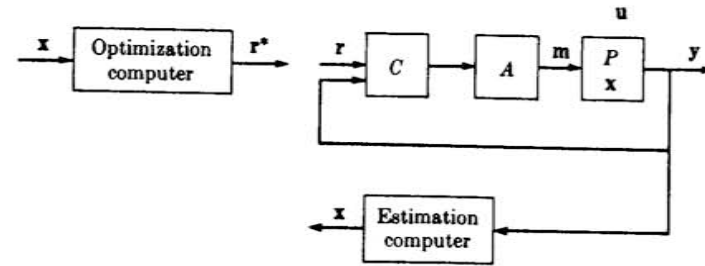 u
x
Optimization
computer
r*
r
C
A
m
P
x
y
x
Estimation
computer